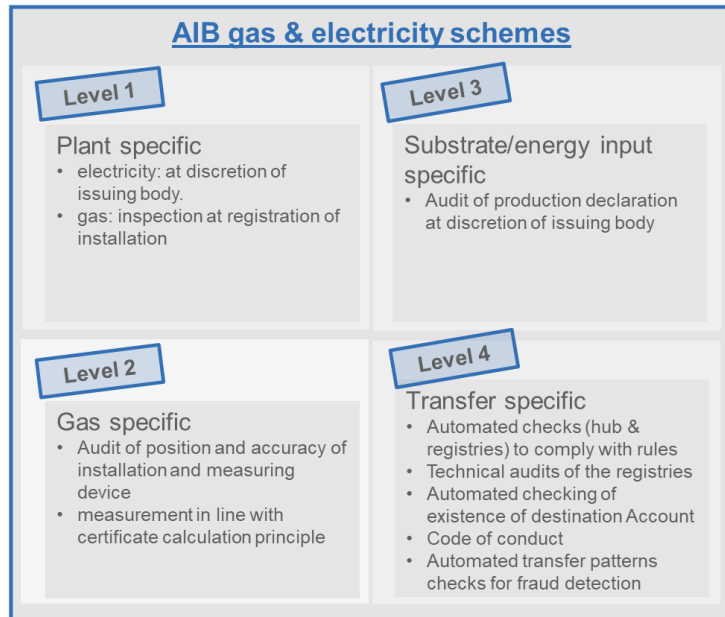 AIB gas & electricity schemes
Level 1
Plant specific
• electricity: at discretion of
issuing body.
• gas: inspection at registration of
installation
Level 3
Substrate/energy input
specific
• Audit of production declaration
at discretion of issuing body
Level 2
Gas specific
• Audit of position and accuracy of
installation and measuring
device
• measurement in line with
certificate calculation principle
Level 4
Transfer specific
• Automated checks (hub &
registries) to comply with rules
• Technical audits of the registries
• Automated checking of
existence of destination Account
• Code of conduct
• Automated transfer patterns
checks for fraud detection